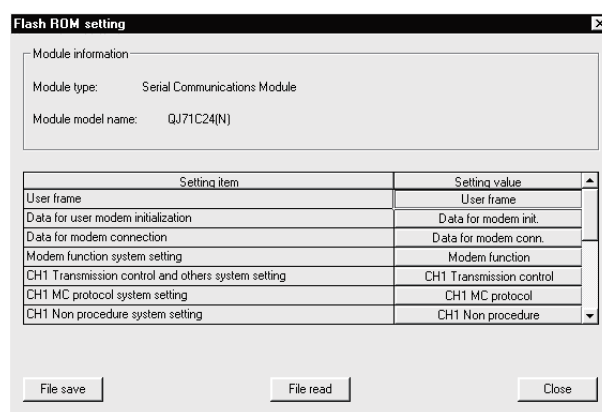 Flash ROM setting
Module information
Module type: Serial Communications Module
Module model name: QJ71C24(N)
Setting item Setting value
User frame User frame
Data for user modem initialization Data for modem init.
Data for modem connection Data for modem conn.
Modem function system setting Modem function
CH1 Transmission control and others system setting CH1 Transmission control
CH1 MC protocol system setting CH1 MC protocol
CH1 Non procedure system setting CH1 Non procedure
File save File read Close